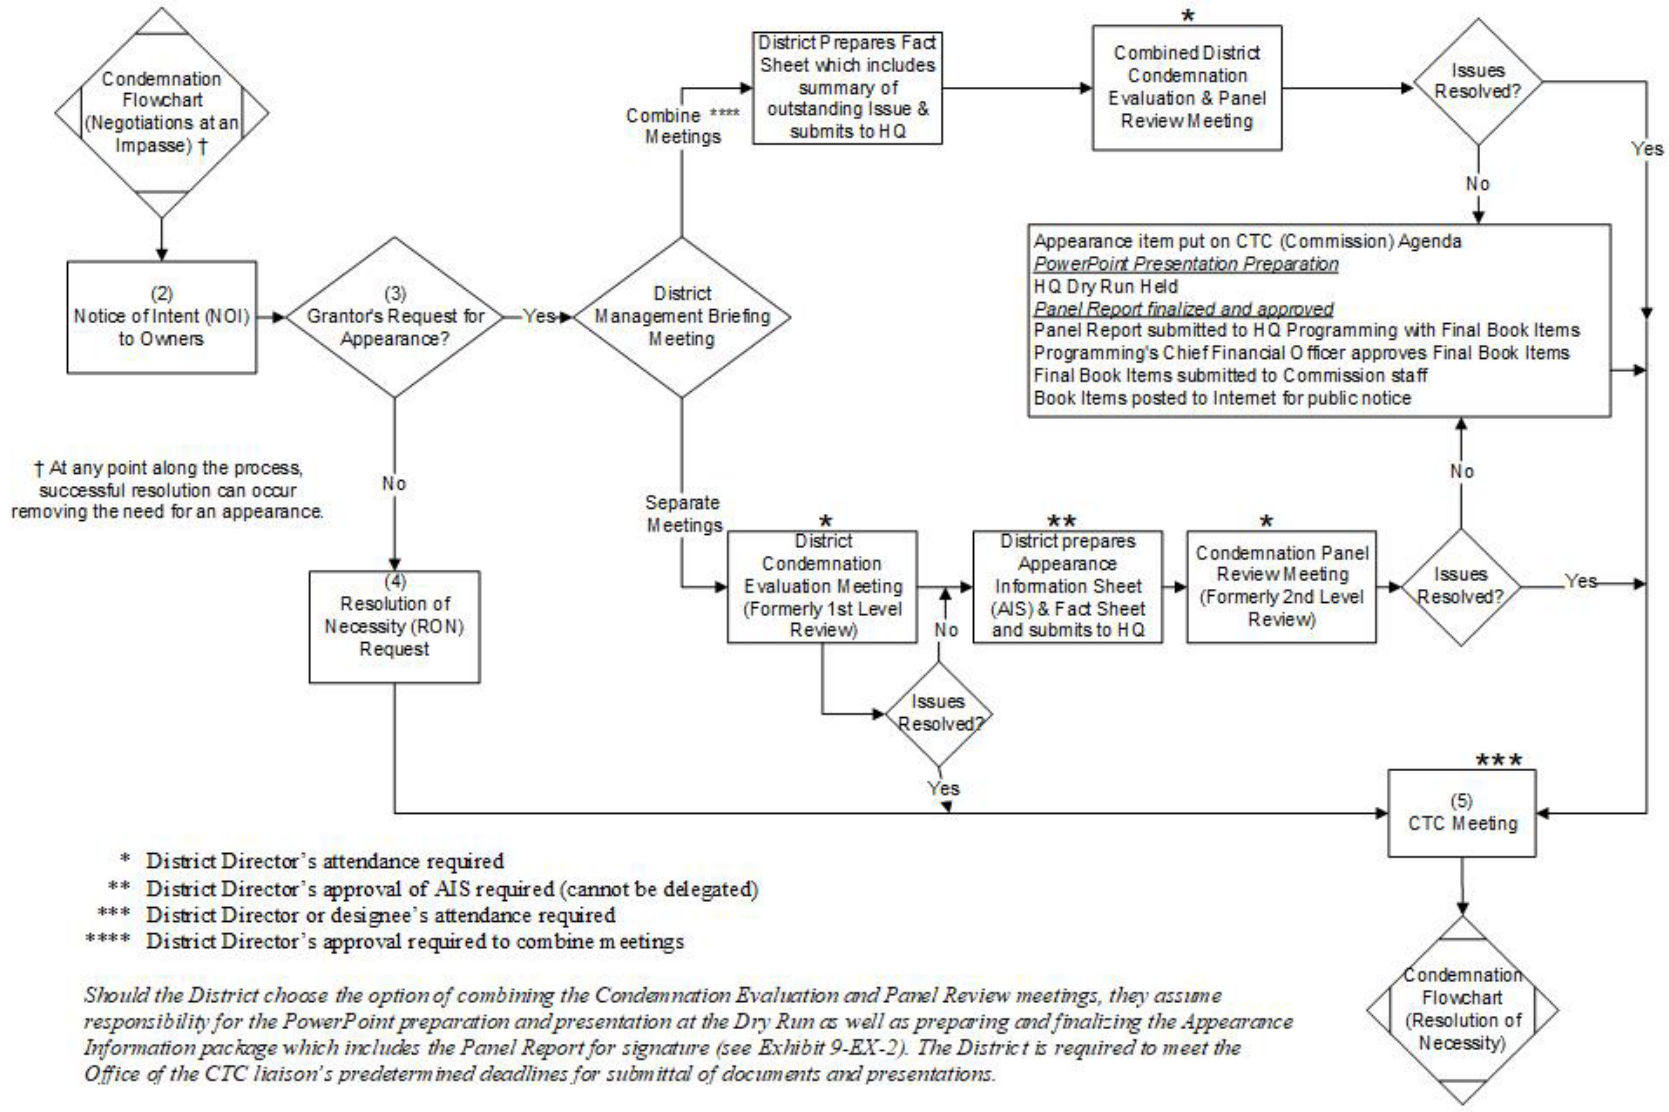 Condemnation
Flowchart
(Negotiations at an
Impasse) †
(2)
Notice of Intent (NOI)
to Owners
(3)
Grantor's Request for
Appearance?
Yes
No
(4)
Resolution of
Necessity (RON)
Request
† At any point along the process,
successful resolution can occur
removing the need for an appearance.
District
Management Briefing
Meeting
Combine ****
Meetings
District Prepares Fact
Sheet which includes
summary of
outstanding Issue &
submits to HQ
*
Combined District
Condemnation
Evaluation & Panel
Review Meeting
Issues
Resolved?
Yes
No
Appearance item put on CTC (Commission) Agenda
PowerPoint Presentation Preparation
HQ Dry Run Held
Panel Report finalized and approved
Panel Report submitted to HQ Programming with Final Book Items
Programming's Chief Financial Officer approves Final Book Items
Final Book Items submitted to Commission staff
Book Items posted to Internet for public notice
Separate
Meetings
*
District
Condemnation
Evaluation Meeting
(Formerly 1st Level
Review)
No
Issues
Resolved?
Yes
**
District prepares
Appearance
Information Sheet
(AIS) & Fact Sheet
and submits to HQ
*
Condemnation Panel
Review Meeting
(Formerly 2nd Level
Review)
Issues
Resolved?
No
Yes
***
(5)
CTC Meeting
Condemnation
Flowchart
(Resolution of
Necessity)
* District Director's attendance required
** District Director's approval of AIS required (cannot be delegated)
*** District Director or designee's attendance required
**** District Director's approval required to combine meetings
Should the District choose the option of combining the Condemnation Evaluation and Panel Review meetings, they assume
responsibility for the PowerPoint preparation and presentation at the Dry Run as well as preparing and finalizing the Appearance
Information package which includes the Panel Report for signature (see Exhibit 9-EX-2). The District is required to meet the
Office of the CTC liaison's predetermined deadlines for submittal of documents and presentations.